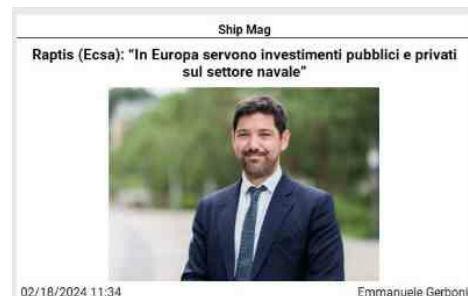 Ship Mag
Raptis (Ecsa): “In Europa servono investimenti pubblici e privati
sul settore navale”
02/18/2024 11:34
Emmanuele Gerboni